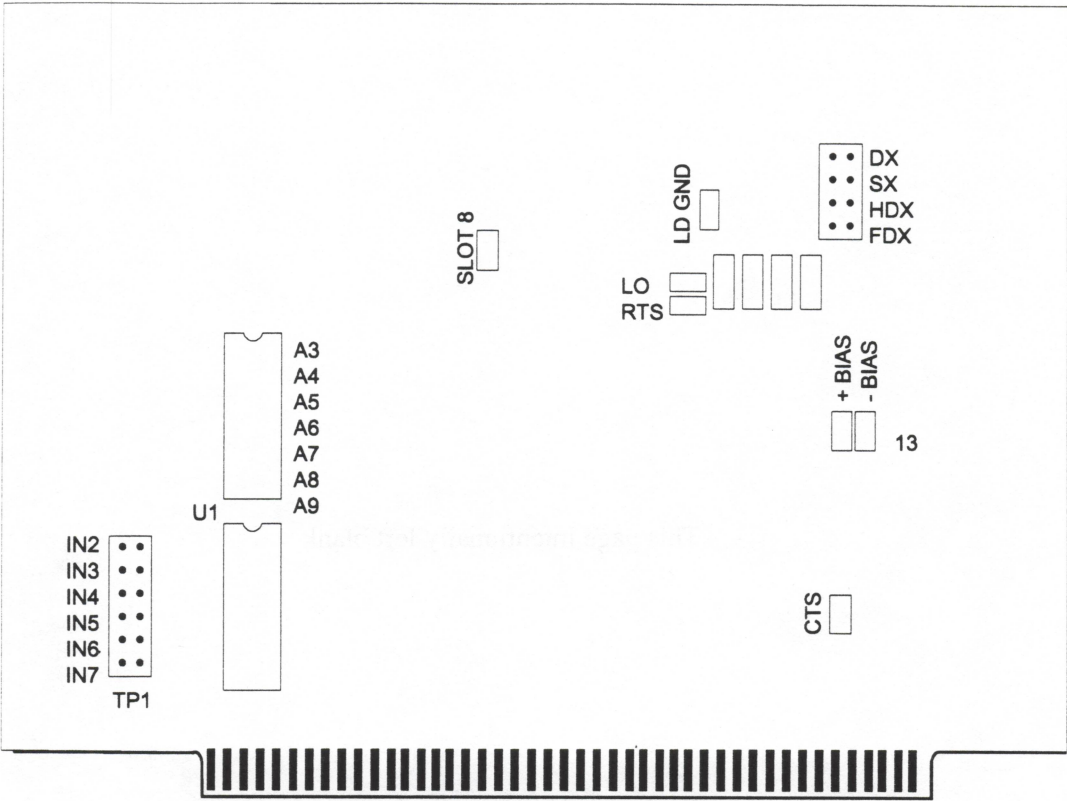 DX
SX
HDX
FDX
LD GND
SLOT 8
LO
RTS
A3
A4
A5
A6
A7
A8
A9
+ BIAS
- BIAS
13
U1
IN2
IN3
IN4
IN5
IN6
IN7
TP1
CTS